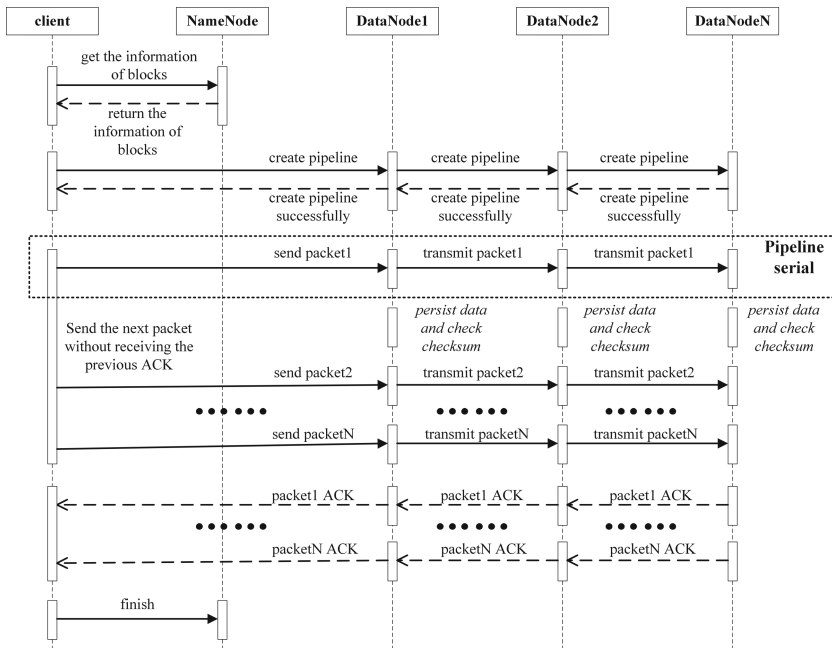 client NameNode DataNode1 DataNode2 DataNodeN
get the information
of blocks
return the
information of
blocks
create pipeline create pipeline create pipeline
create pipeline
successfully
create pipeline
successfully
create pipeline
successfully
Pipeline
serial
send packet1 transmit packet1 transmit packet1
persist data
and check
checksum
persist data
and check
checksum
persist data
and check
checksum
Send the next packet
without receiving the
previous ACK
send packet2 transmit packet2 transmit packet2
send packetN transmit packetN transmit packetN
packet1 ACK packet1 ACK packet1 ACK
packetN ACK packetN ACK packetN ACK
finish